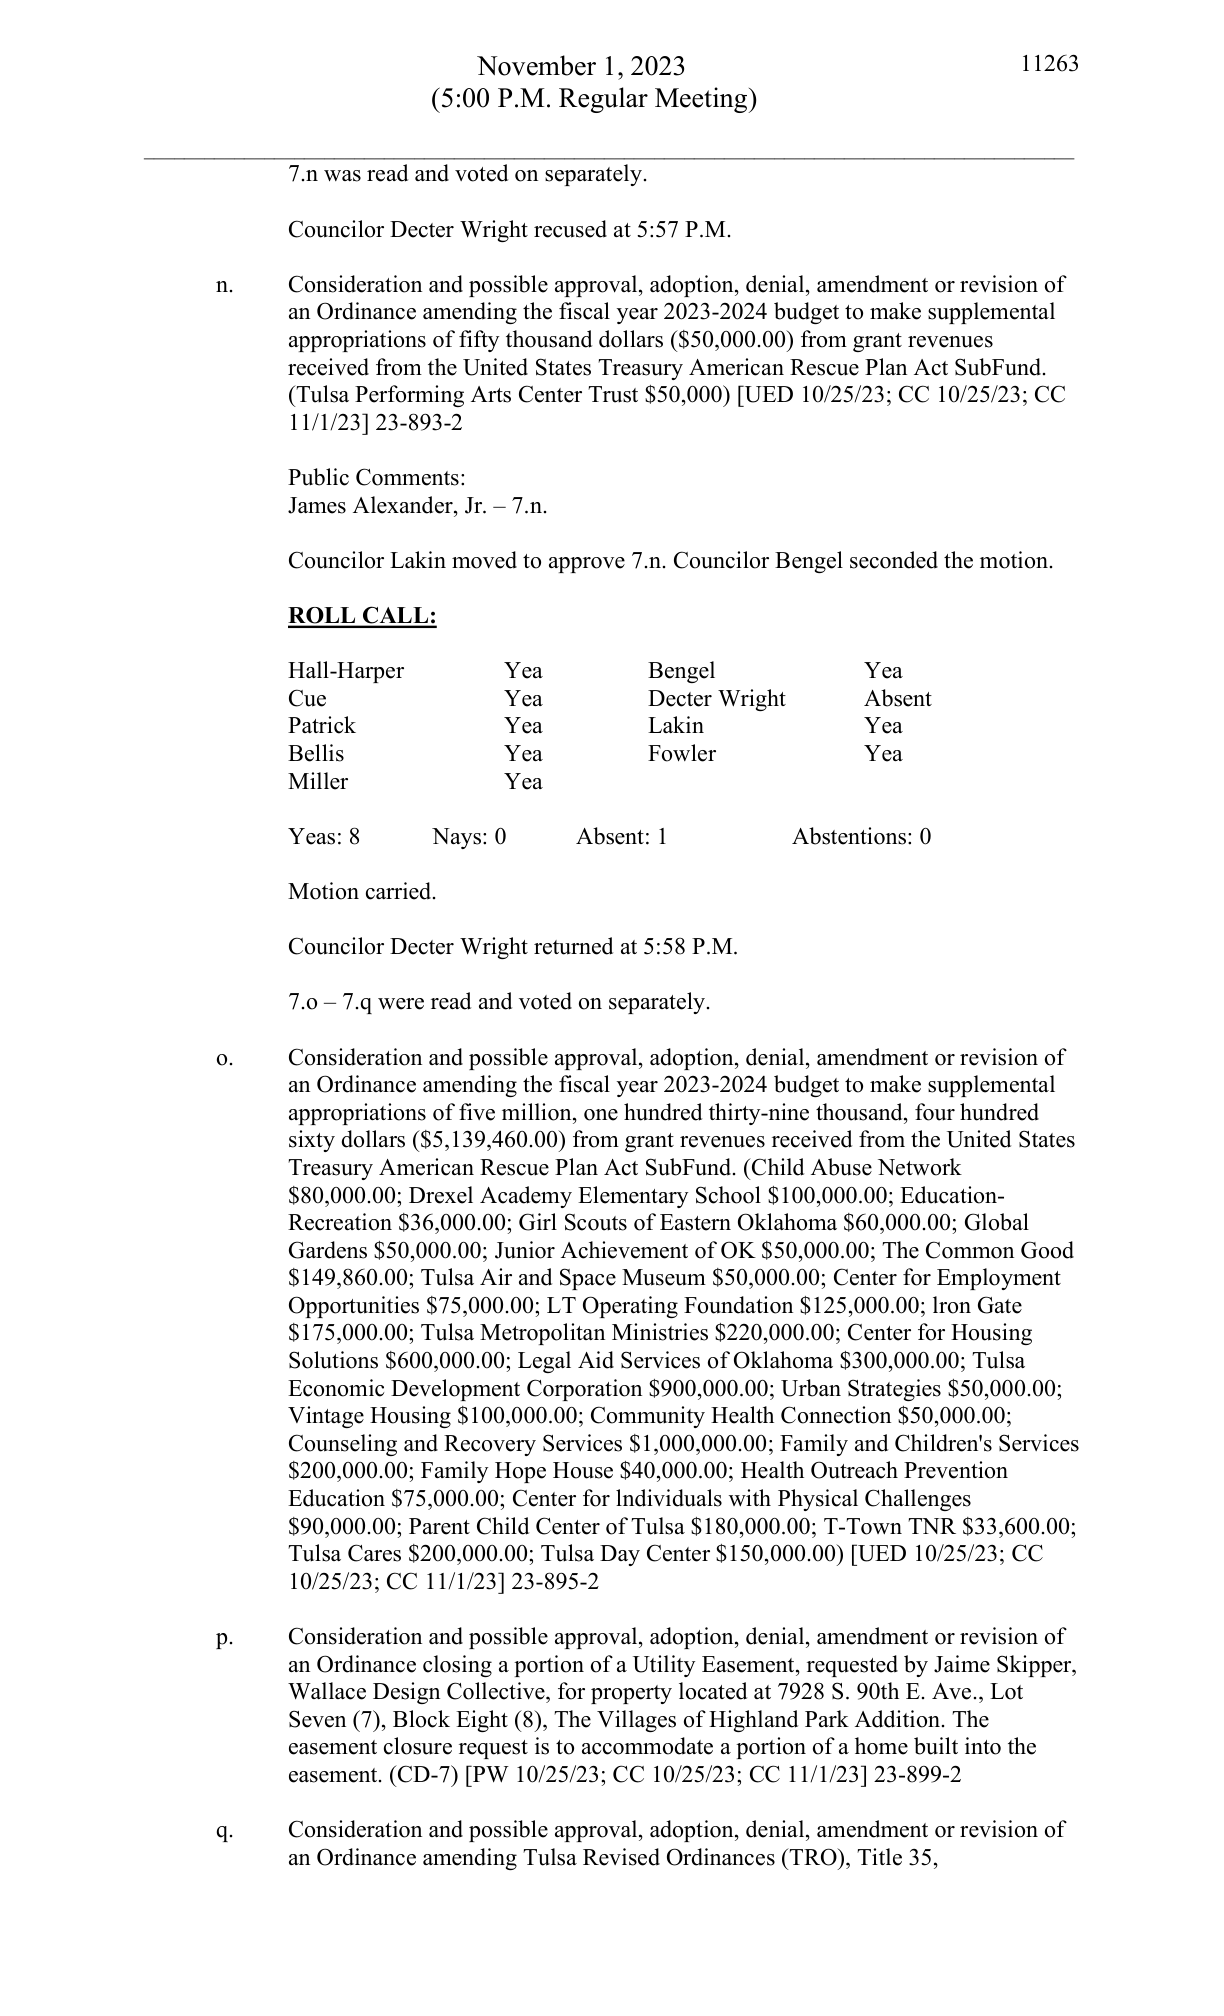 November 1, 2023
11263
(5:00 P.M. Regular Meeting)
7.n was read and voted on separately.
Councilor Decter Wright recused at 5:57 P.M.
n. Consideration and possible approval, adoption, denial, amendment or revision of
an Ordinance amending the fiscal year 2023-2024 budget to make supplemental
appropriations of fifty thousand dollars ($50,000.00) from grant revenues
received from the United States Treasury American Rescue Plan Act SubFund.
(Tulsa Performing Arts Center Trust $50,000) [UED 10/25/23; CC 10/25/23; CC
11/1/23] 23-893-2
Public Comments:
James Alexander, Jr. – 7.n.
Councilor Lakin moved to approve 7.n. Councilor Bengel seconded the motion.
ROLL CALL:
Hall-Harper Yea Bengel Yea
Cue Yea Decter Wright Absent
Patrick Yea Lakin Yea
Bellis Yea Fowler Yea
Miller Yea
Yeas: 8 Nays: 0 Absent: 1 Abstentions: 0
Motion carried.
Councilor Decter Wright returned at 5:58 P.M.
7.o – 7.q were read and voted on separately.
o. Consideration and possible approval, adoption, denial, amendment or revision of
an Ordinance amending the fiscal year 2023-2024 budget to make supplemental
appropriations of five million, one hundred thirty-nine thousand, four hundred
sixty dollars ($5,139,460.00) from grant revenues received from the United States
Treasury American Rescue Plan Act SubFund. (Child Abuse Network
$80,000.00; Drexel Academy Elementary School $100,000.00; Education-
Recreation $36,000.00; Girl Scouts of Eastern Oklahoma $60,000.00; Global
Gardens $50,000.00; Junior Achievement of OK $50,000.00; The Common Good
$149,860.00; Tulsa Air and Space Museum $50,000.00; Center for Employment
Opportunities $75,000.00; LT Operating Foundation $125,000.00; lron Gate
$175,000.00; Tulsa Metropolitan Ministries $220,000.00; Center for Housing
Solutions $600,000.00; Legal Aid Services of Oklahoma $300,000.00; Tulsa
Economic Development Corporation $900,000.00; Urban Strategies $50,000.00;
Vintage Housing $100,000.00; Community Health Connection $50,000.00;
Counseling and Recovery Services $1,000,000.00; Family and Children's Services
$200,000.00; Family Hope House $40,000.00; Health Outreach Prevention
Education $75,000.00; Center for lndividuals with Physical Challenges
$90,000.00; Parent Child Center of Tulsa $180,000.00; T-Town TNR $33,600.00;
Tulsa Cares $200,000.00; Tulsa Day Center $150,000.00) [UED 10/25/23; CC
10/25/23; CC 11/1/23] 23-895-2
p. Consideration and possible approval, adoption, denial, amendment or revision of
an Ordinance closing a portion of a Utility Easement, requested by Jaime Skipper,
Wallace Design Collective, for property located at 7928 S. 90th E. Ave., Lot
Seven (7), Block Eight (8), The Villages of Highland Park Addition. The
easement closure request is to accommodate a portion of a home built into the
easement. (CD-7) [PW 10/25/23; CC 10/25/23; CC 11/1/23] 23-899-2
q. Consideration and possible approval, adoption, denial, amendment or revision of
an Ordinance amending Tulsa Revised Ordinances (TRO), Title 35,